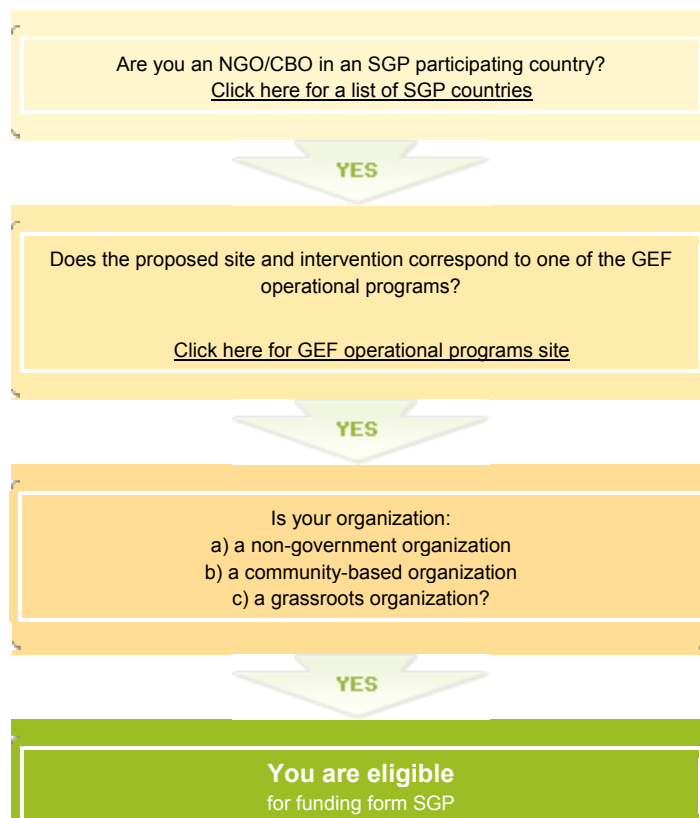 Are you an NGO/CBO in an SGP participating country?
Click here for a list of SGP countries
YES
Does the proposed site and intervention correspond to one of the GEF
operational programs?
Click here for GEF operational programs site
YES
Is your organization:
a) a non-government organization
b) a community-based organization
c) a grassroots organization?
YES
You are eligible
for funding form SGP